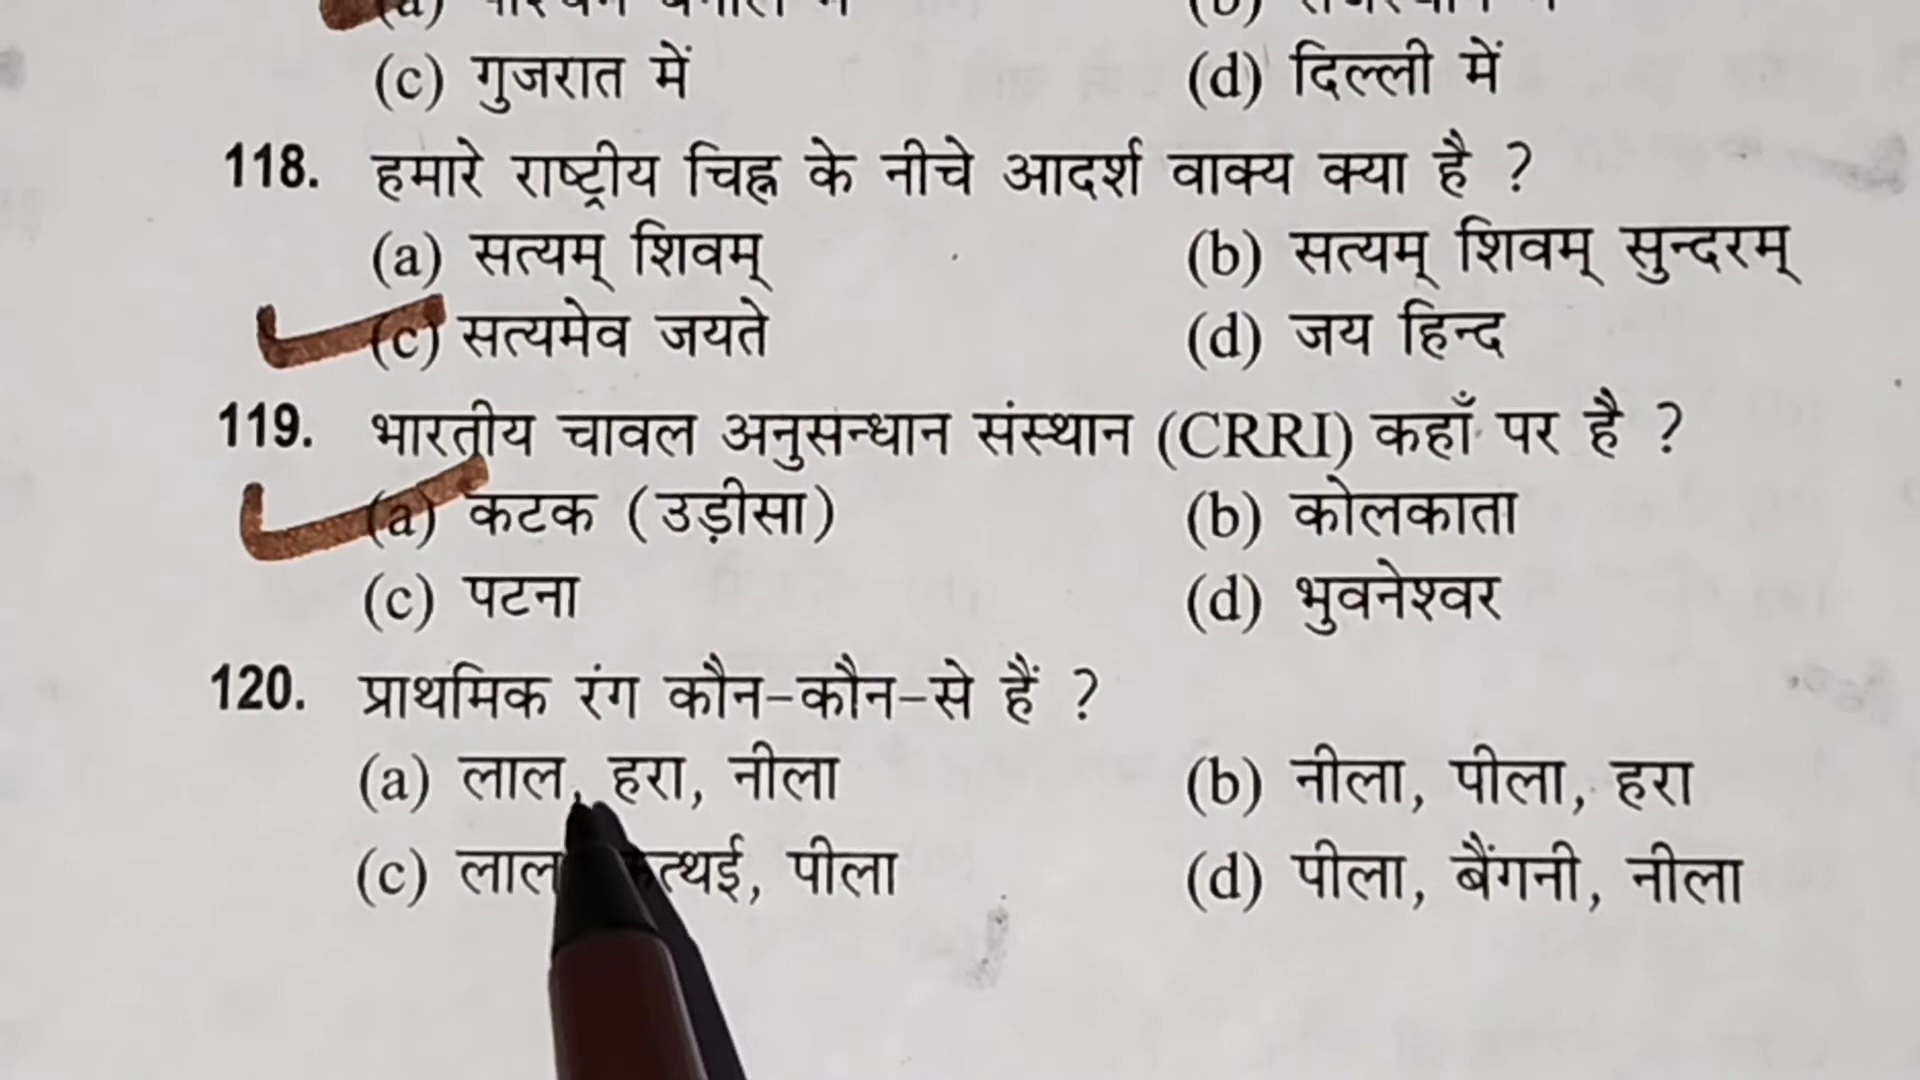 (c) गुजरात में (d) दिल्ली में
118. हमारे राष्ट्रीय चिह्न के नीचे आदर्श वाक्य क्या है ?
(a) सत्यम् शिवम् (b) सत्यम् शिवम् सुन्दरम्
(c) सत्यमेव जयते (d) जय हिन्द
119. भारतीय चावल अनुसन्धान संस्थान (CRRI) कहाँ पर है ?
(a) कटक (उड़ीसा) (b) कोलकाता
(c) पटना (d) भुवनेश्वर
120. प्राथमिक रंग कौन-कौन-से हैं ?
(a) लाल, हरा, नीला (b) नीला, पीला, हरा
(c) लाल पीला (d) पीला, बैंगनी, नीला